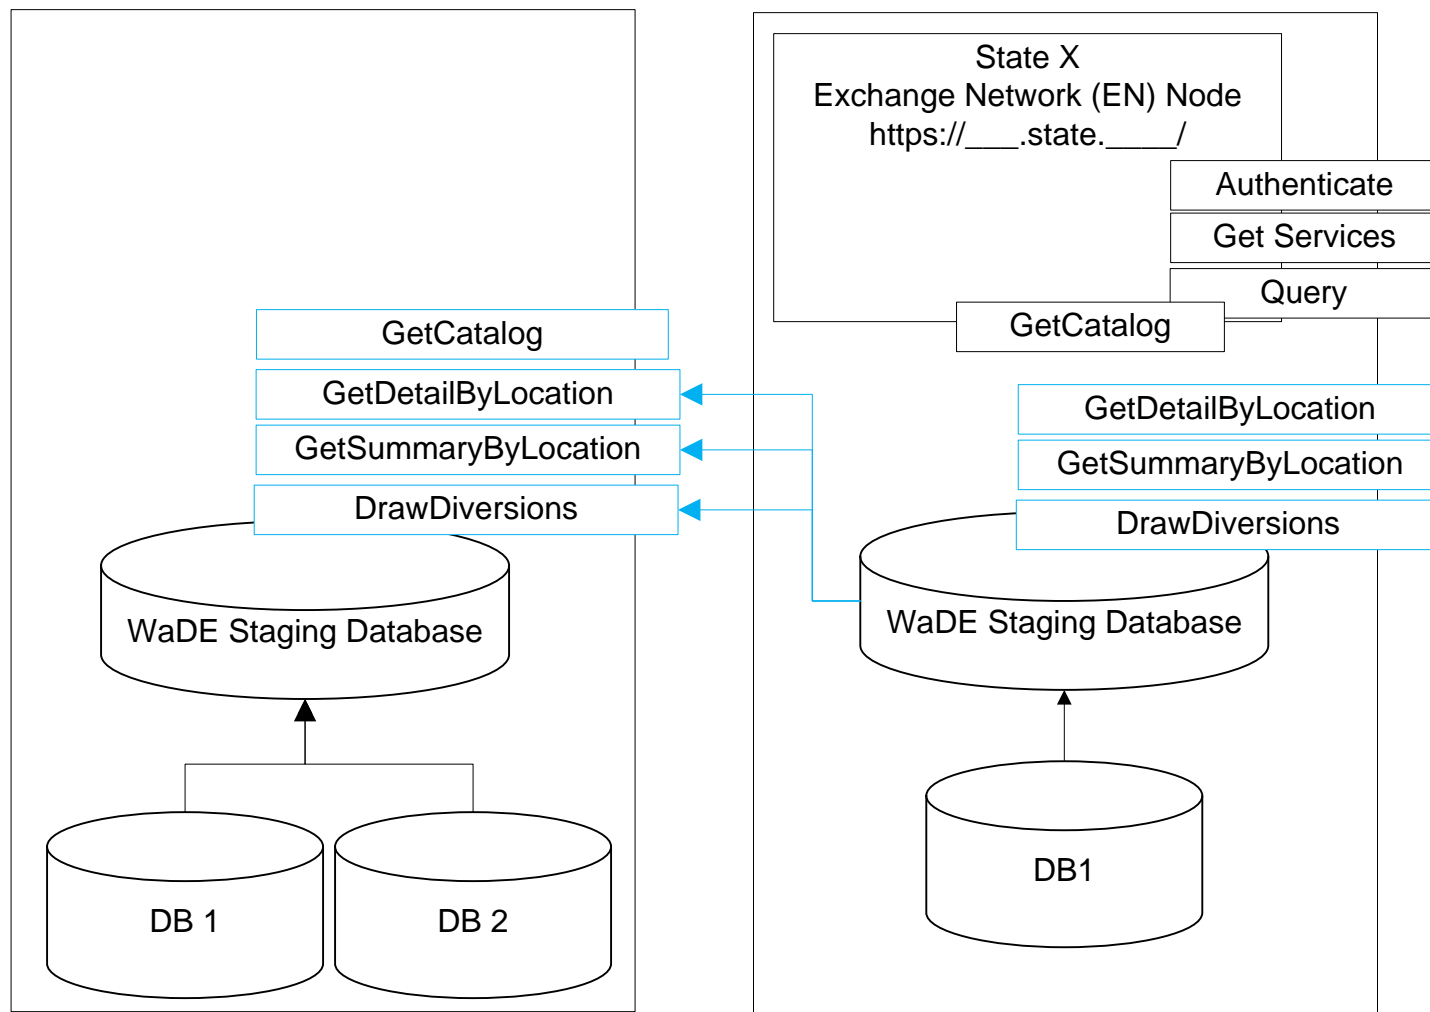 State X
Exchange Network (EN) Node
https://___.state.____/
Authenticate
Get Services
Query
GetCatalog
GetCatalog
GetDetailByLocation
GetSummaryByLocation
DrawDiversions
GetDetailByLocation
GetSummaryByLocation
DrawDiversions
WaDE Staging Database
WaDE Staging Database
DB 1
DB 2
DB1